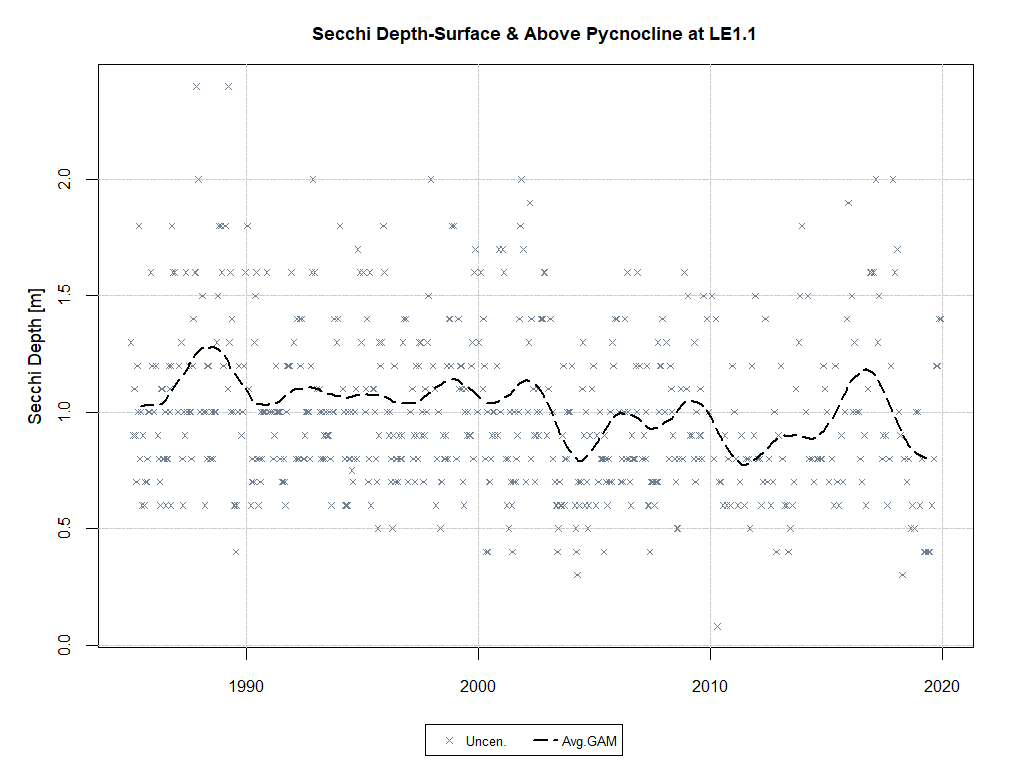 Secchi Depth-Surface & Above Pycnocline at LE1.1
Secchi Depth [m]
2.0
1.5
1.0
0.5
0.0
1990 2000 2010 2020
Uncen. Avg.GAM